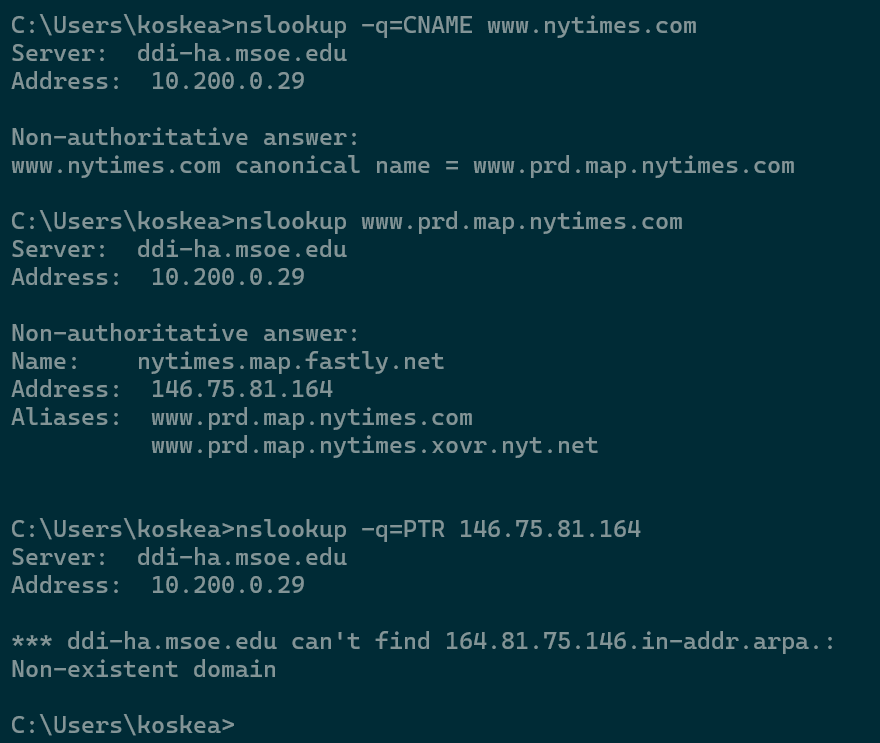 C:\Users\koskea>nslookup -q=CNAME www.nytimes.com
Server:  ddi-ha.msoe.edu
Address:  10.200.0.29

Non-authoritative answer:
www.nytimes.com canonical name = www.prd.map.nytimes.com

C:\Users\koskea>nslookup www.prd.map.nytimes.com
Server:  ddi-ha.msoe.edu
Address:  10.200.0.29

Non-authoritative answer:
Name:    nytimes.map.fastly.net
Address:  146.75.81.164
Aliases:  www.prd.map.nytimes.com
          www.prd.map.nytimes.xovr.nyt.net


C:\Users\koskea>nslookup -q=PTR 146.75.81.164
Server:  ddi-ha.msoe.edu
Address:  10.200.0.29

*** ddi-ha.msoe.edu can't find 164.81.75.146.in-addr.arpa.:
Non-existent domain

C:\Users\koskea>